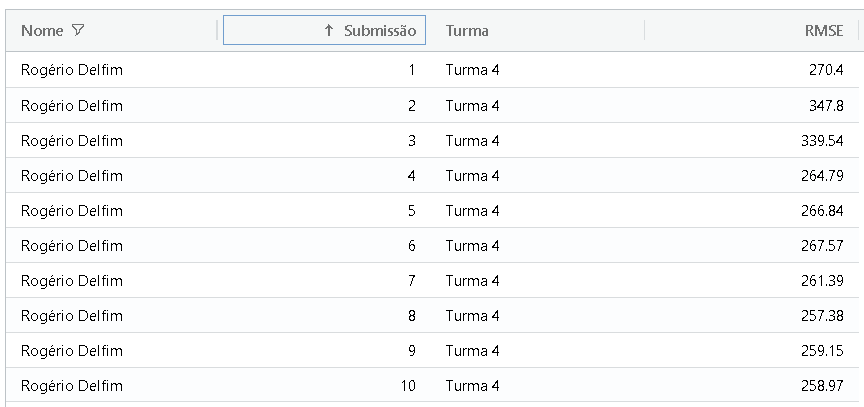 Nome Submissão Turma RMSE
Rogério Delfim 1 Turma 4 270.4
Rogério Delfim 2 Turma 4 347.8
Rogério Delfim 3 Turma 4 339.54
Rogério Delfim 4 Turma 4 264.79
Rogério Delfim 5 Turma 4 266.84
Rogério Delfim 6 Turma 4 267.57
Rogério Delfim 7 Turma 4 261.39
Rogério Delfim 8 Turma 4 257.38
Rogério Delfim 9 Turma 4 259.15
Rogério Delfim 10 Turma 4 258.97